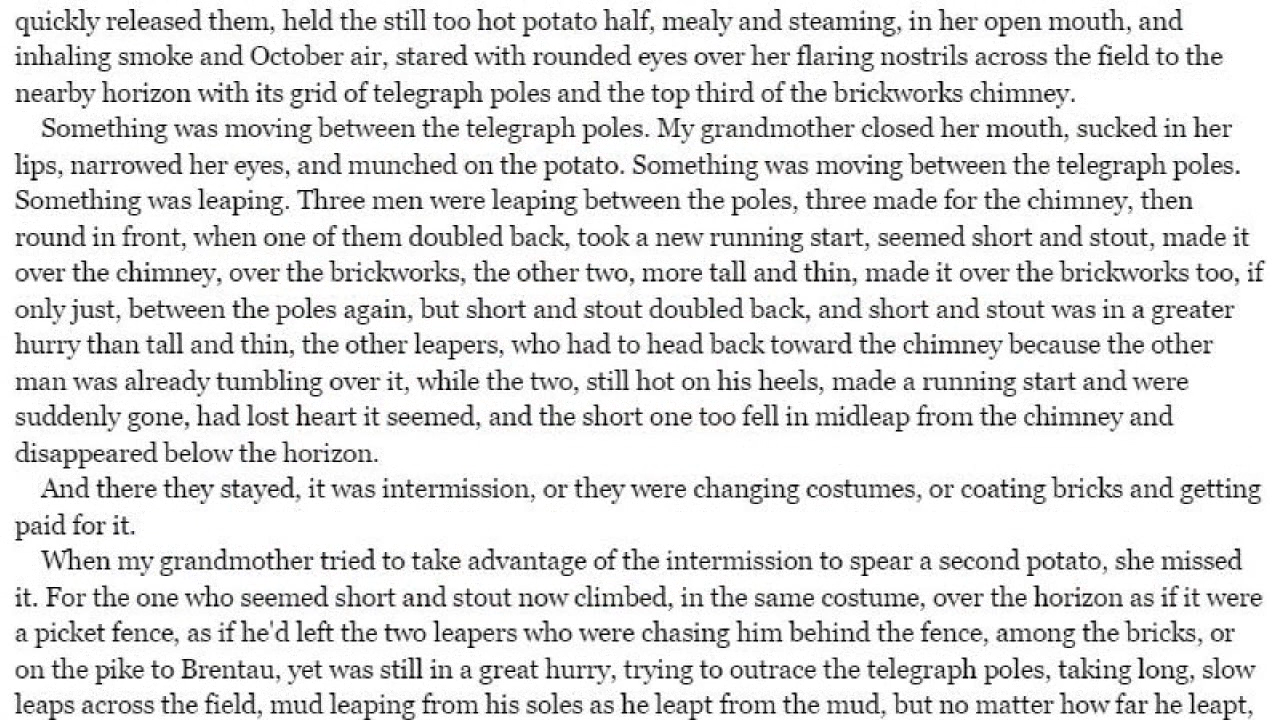 quickly released them, held the still too hot potato half, mealy and steaming, in her open mouth, and
inhaling smoke and October air, stared with rounded eyes over her flaring nostrils across the field to the
nearby horizon with its grid of telegraph poles and the top third of the brickworks chimney.
Something was moving between the telegraph poles. My grandmother closed her mouth, sucked in her
lips, narrowed her eyes, and munched on the potato. Something was moving between the telegraph poles.
Something was leaping. Three men were leaping between the poles, three made for the chimney, then
round in front, when one of them doubled back, took a new running start, seemed short and stout, made it
over the chimney, over the brickworks, the other two, more tall and thin, made it over the brickworks too, if
only just, between the poles again, but short and stout doubled back, and short and stout was in a greater
hurry than tall and thin, the other leapers, who had to head back toward the chimney because the other
man was already tumbling over it, while the two, still hot on his heels, made a running start and were
suddenly gone, had lost heart it seemed, and the short one too fell in midleap from the chimney and
disappeared below the horizon.
And there they stayed, it was intermission, or they were changing costumes, or coating bricks and getting
paid for it.
When my grandmother tried to take advantage of the intermission to spear a second potato, she missed
it. For the one who seemed short and stout now climbed, in the same costume, over the horizon as if it were
a picket fence, as if he'd left the two leapers who were chasing him behind the fence, among the bricks, or
on the pike to Brentau, yet was still in a great hurry, trying to outrace the telegraph poles, taking long, slow
leaps across the field, mud leaping from his soles as he leapt from the mud, but no matter how far he leapt,